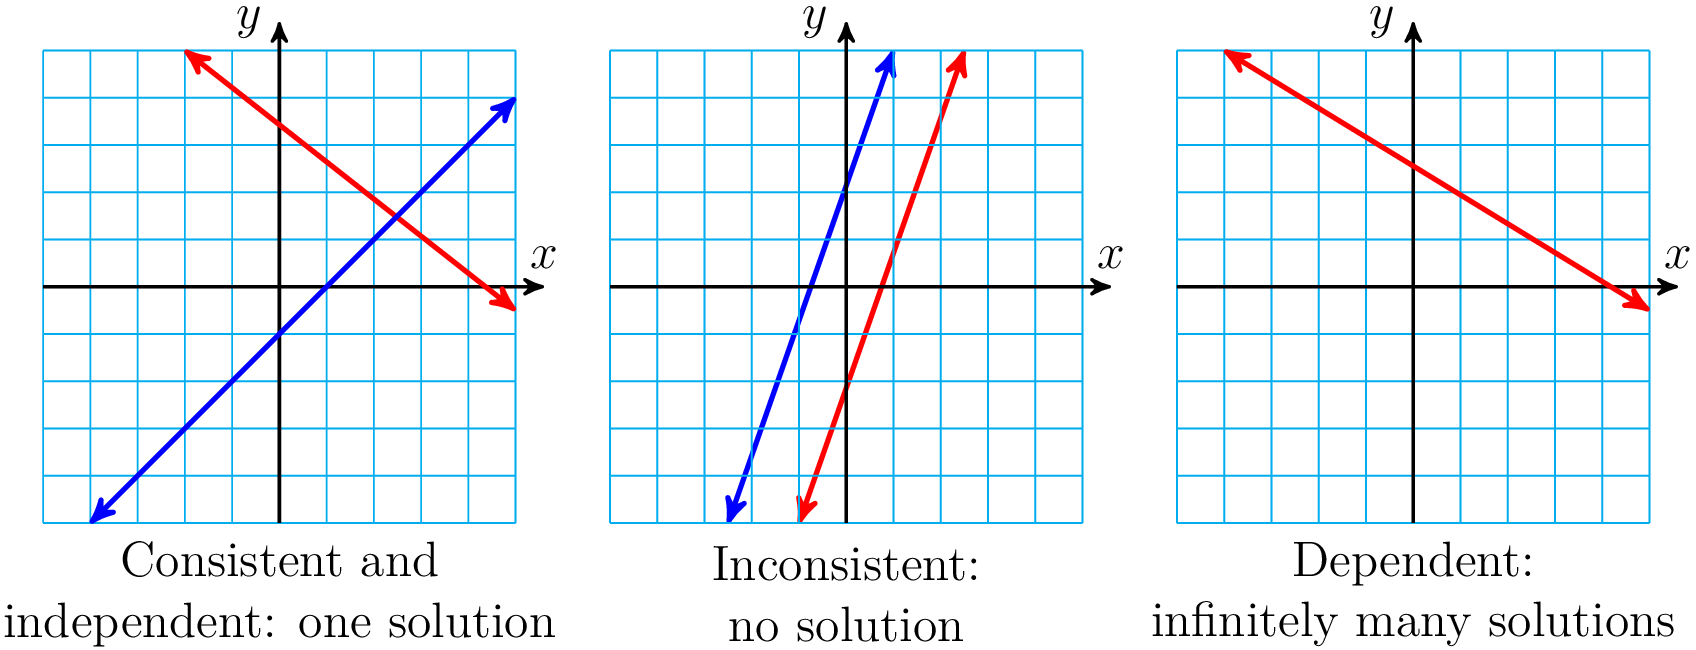 y
x
y
x
y
x
Consistent and
independent: one solution
Inconsistent:
no solution
Dependent:
infinitely many solutions